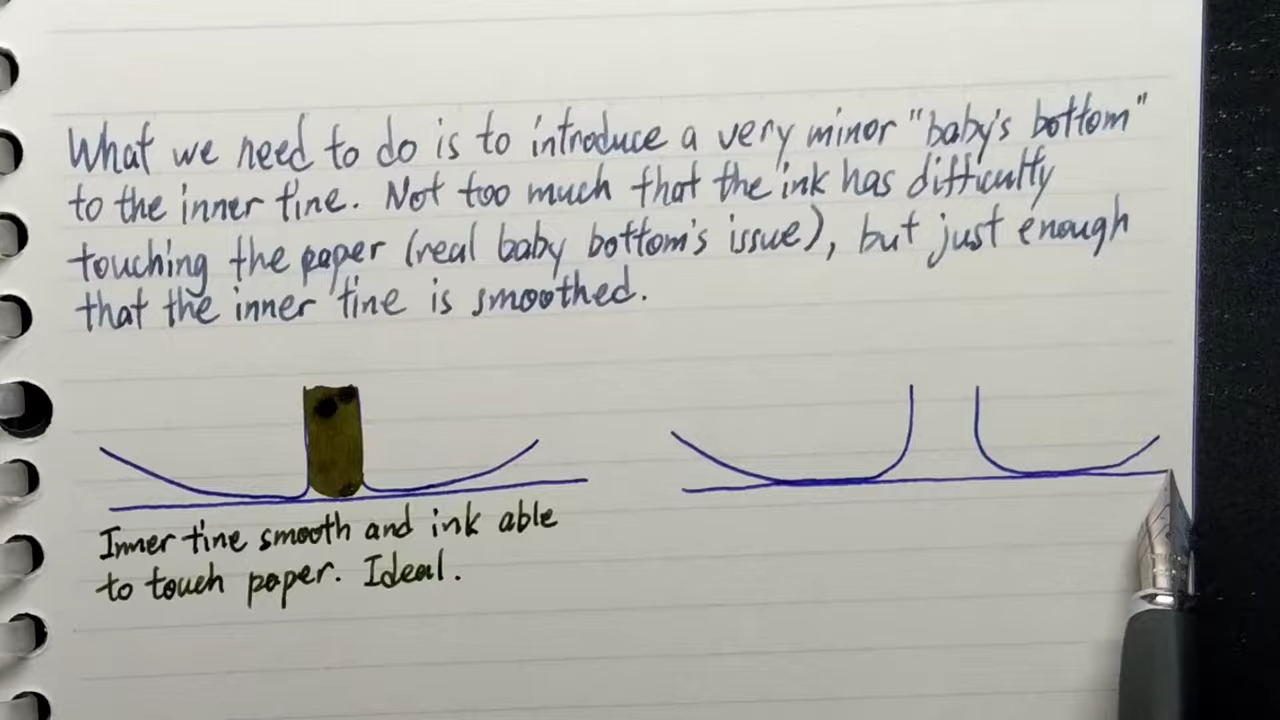 What we need to do is to introduce a very minor "baby's bottom"
to the inner tine. Not too much that the ink has difficulty
touching the paper (real baby bottom's issue), but just enough
that the inner tine is smoothed.
Inner tine smooth and ink able
to touch paper. Ideal.